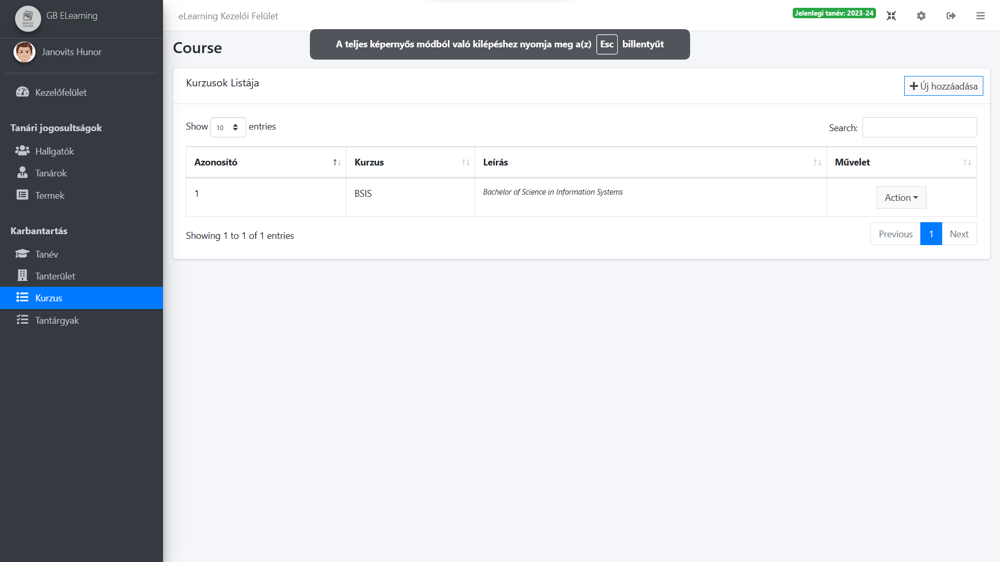 GB ELearning
Janovits Hunor
Kezelőfelület
Tanári jogosultságok
Hallgatók
Tanárok
Termek
Karbantartás
Tanév
Tanterület
Kurzus
Tantárgyak
eLearning Kezelői Felület
Jelenlegi tanév: 2023-24
A teljes képernyős módból való kilépéshez nyomja meg a(z) Esc billentyűt
Course
Kurzusok Listája
Új hozzáadása
Show 10 entries
Search:
Azonosító Kurzus Leírás Művelet
1 BSIS Bachelor of Science in Information Systems Action
Showing 1 to 1 of 1 entries
Previous 1 Next